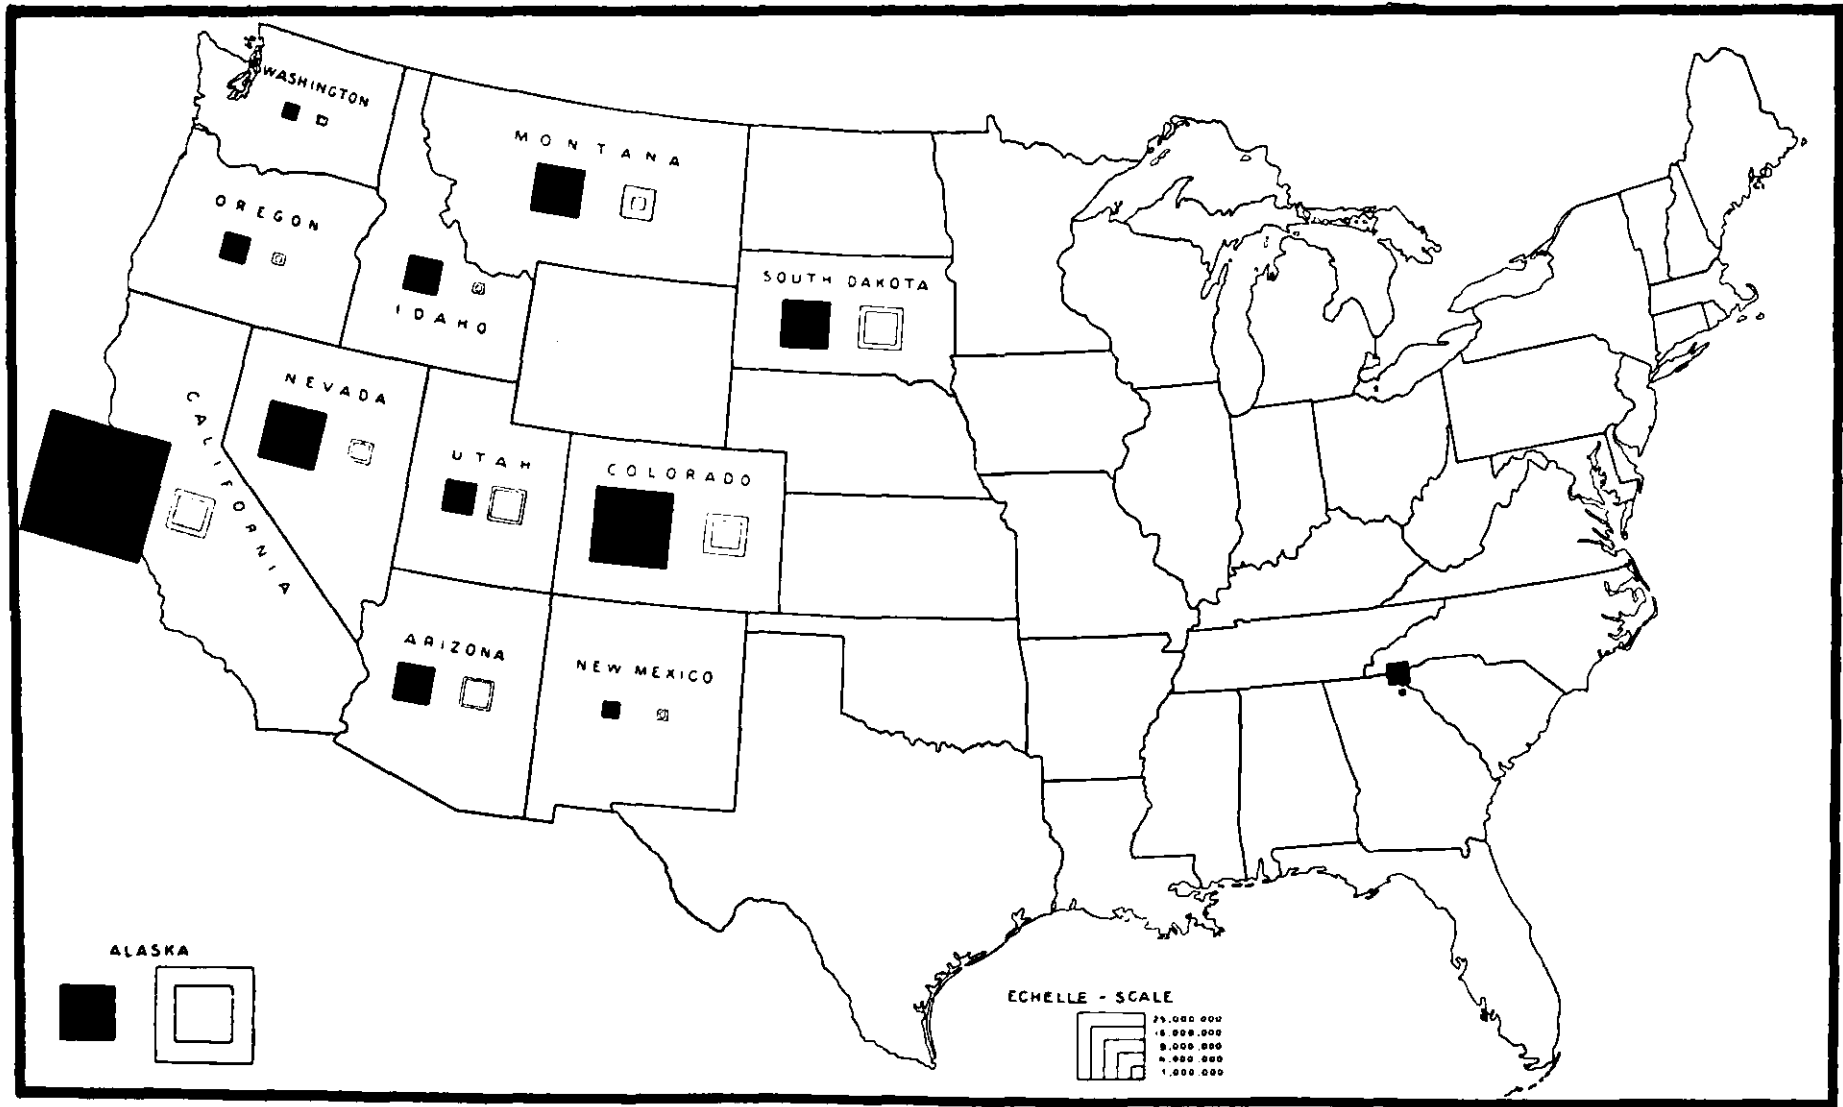 WASHINGTON
MONTANA
OREGON
IDAHO
SOUTH DAKOTA
NEVADA
CALIFORNIA
UTAH
COLORADO
ARIZONA
NEW MEXICO
ALASKA
ECHELLE - SCALE
25.000.000
16.000.000
9.000.000
4.000.000
1.000.000